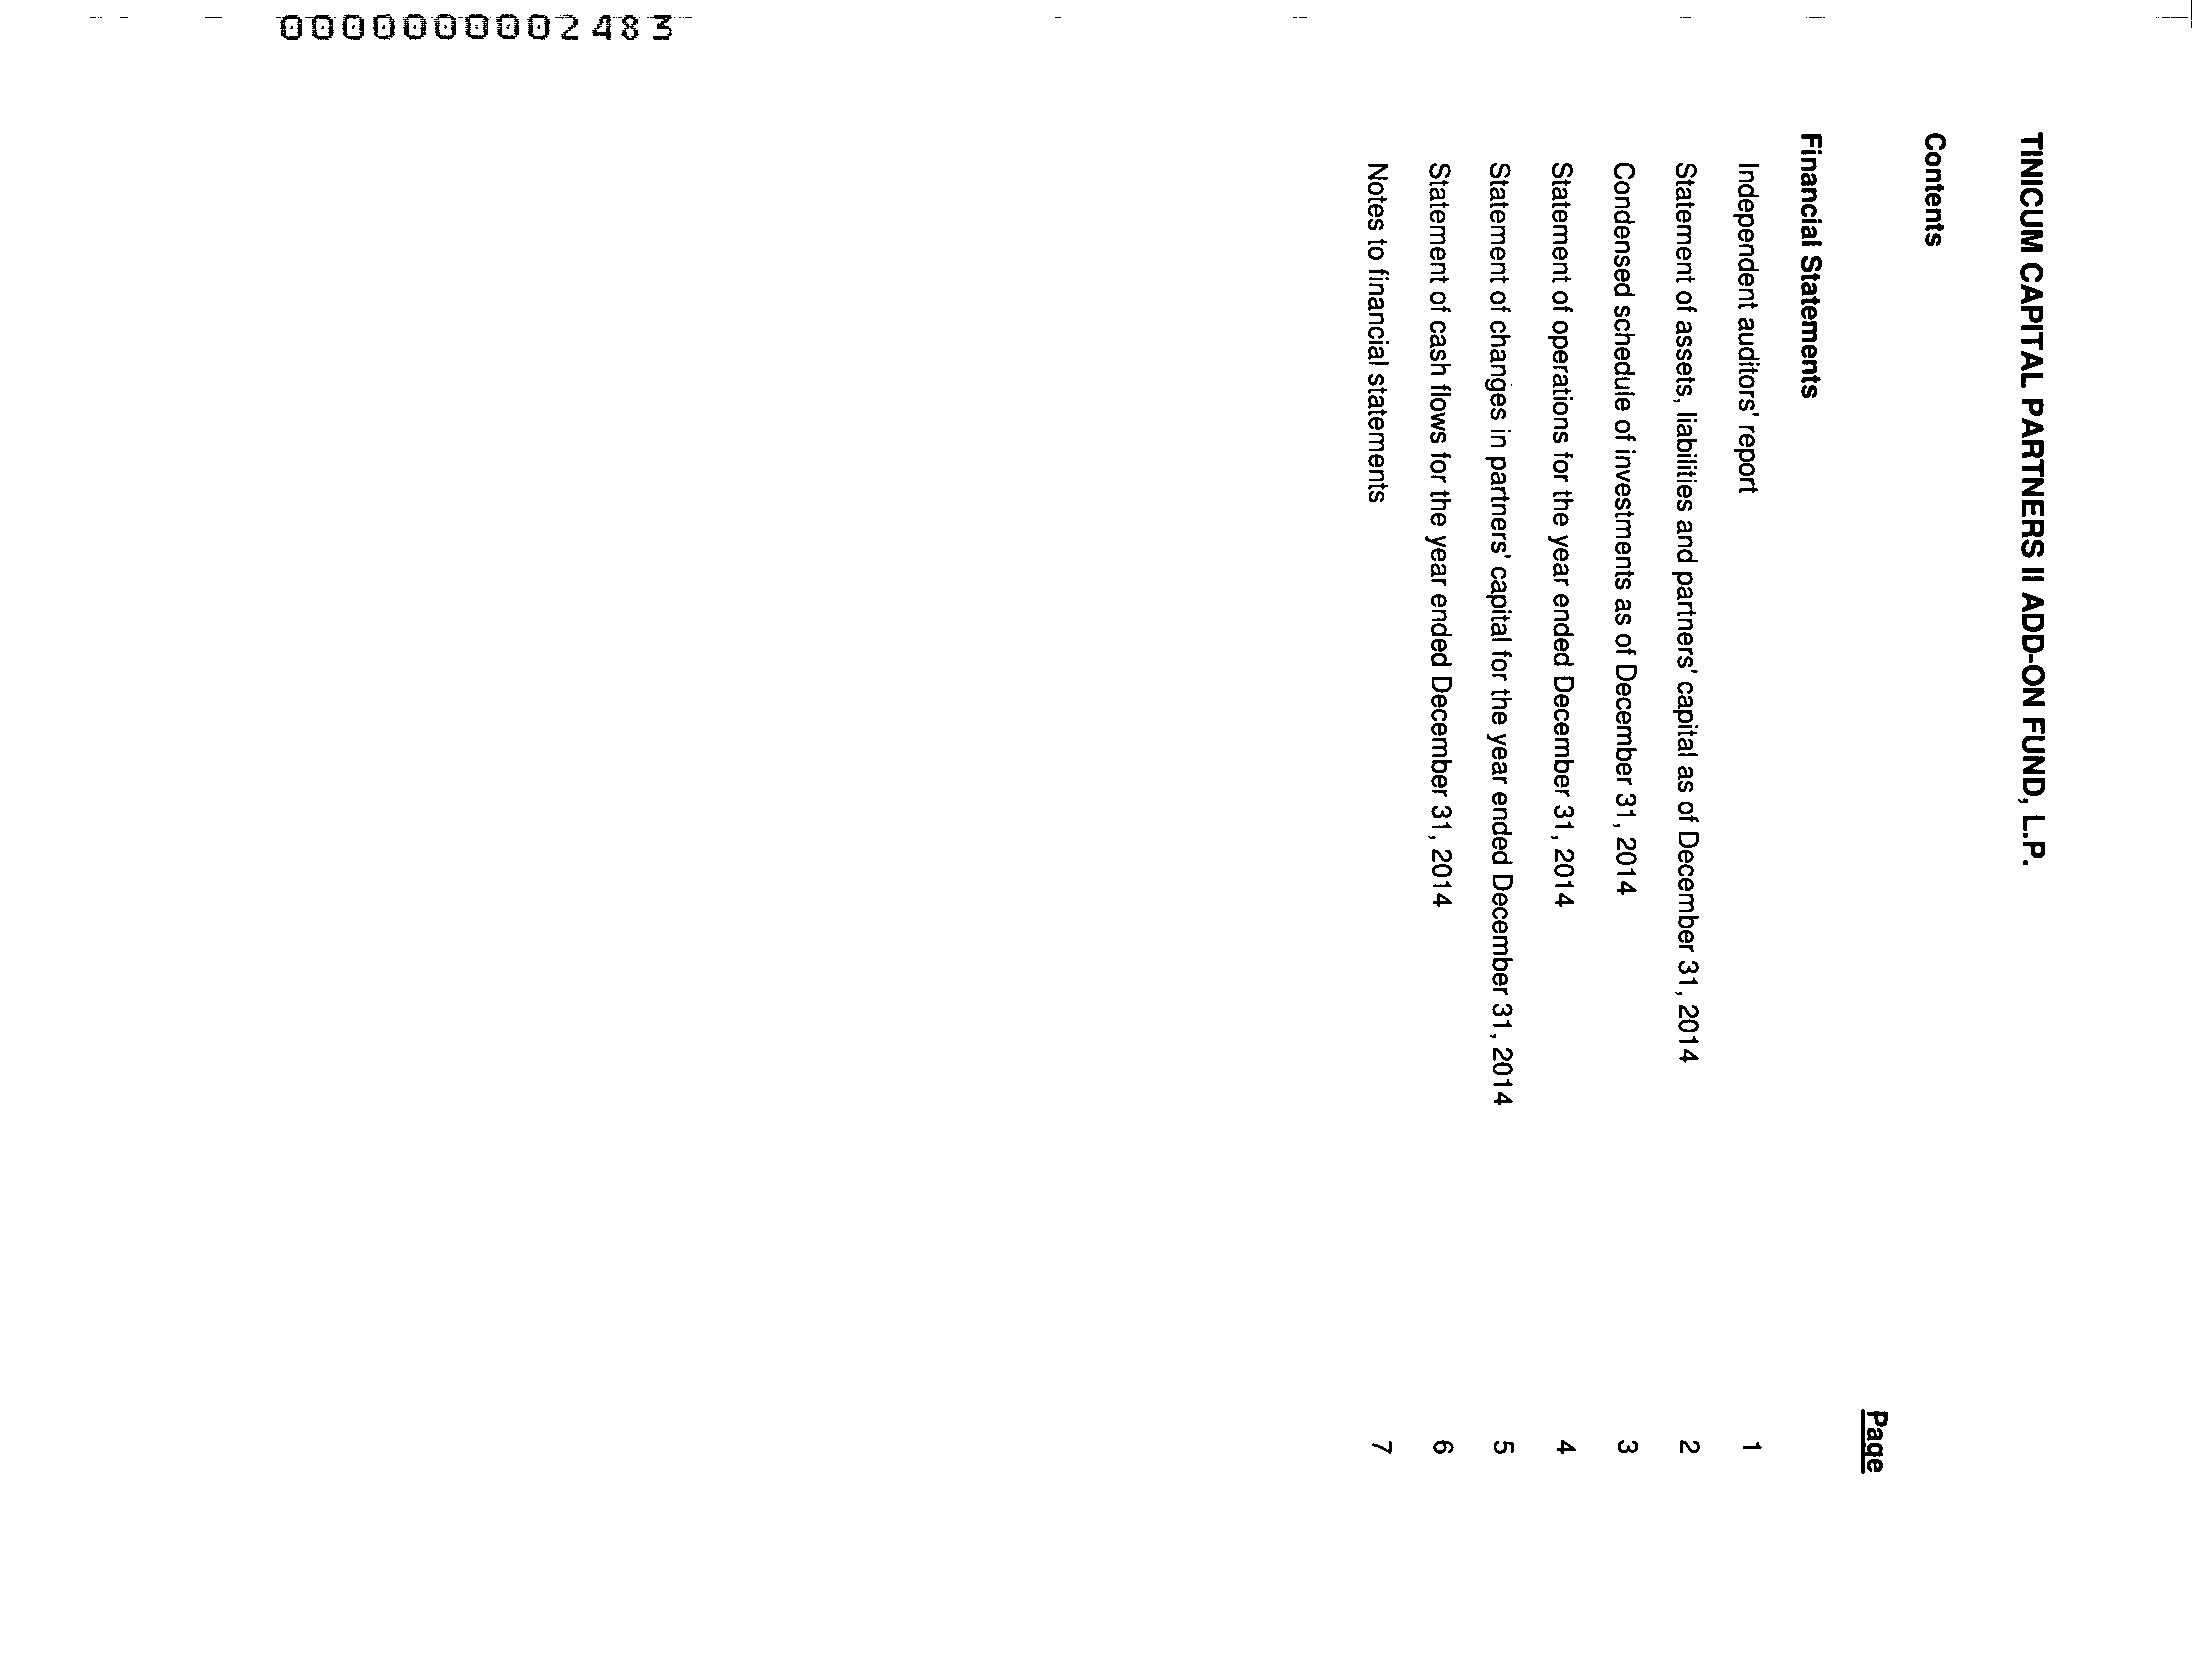 TINICUM CAPITAL PARTNERS II ADD-ON FUND, L.P.
Contents
Page
Financial Statements
Independent auditors' report 1
Statement of assets, liabilities and partners' capital as of December 31, 2014 2
Condensed schedule of investments as of December 31, 2014 3
Statement of operations for the year ended December 31, 2014 4
Statement of changes in partners' capital for the year ended December 31, 2014 5
Statement of cash flows for the year ended December 31, 2014 6
Notes to financial statements 7
0000000002483